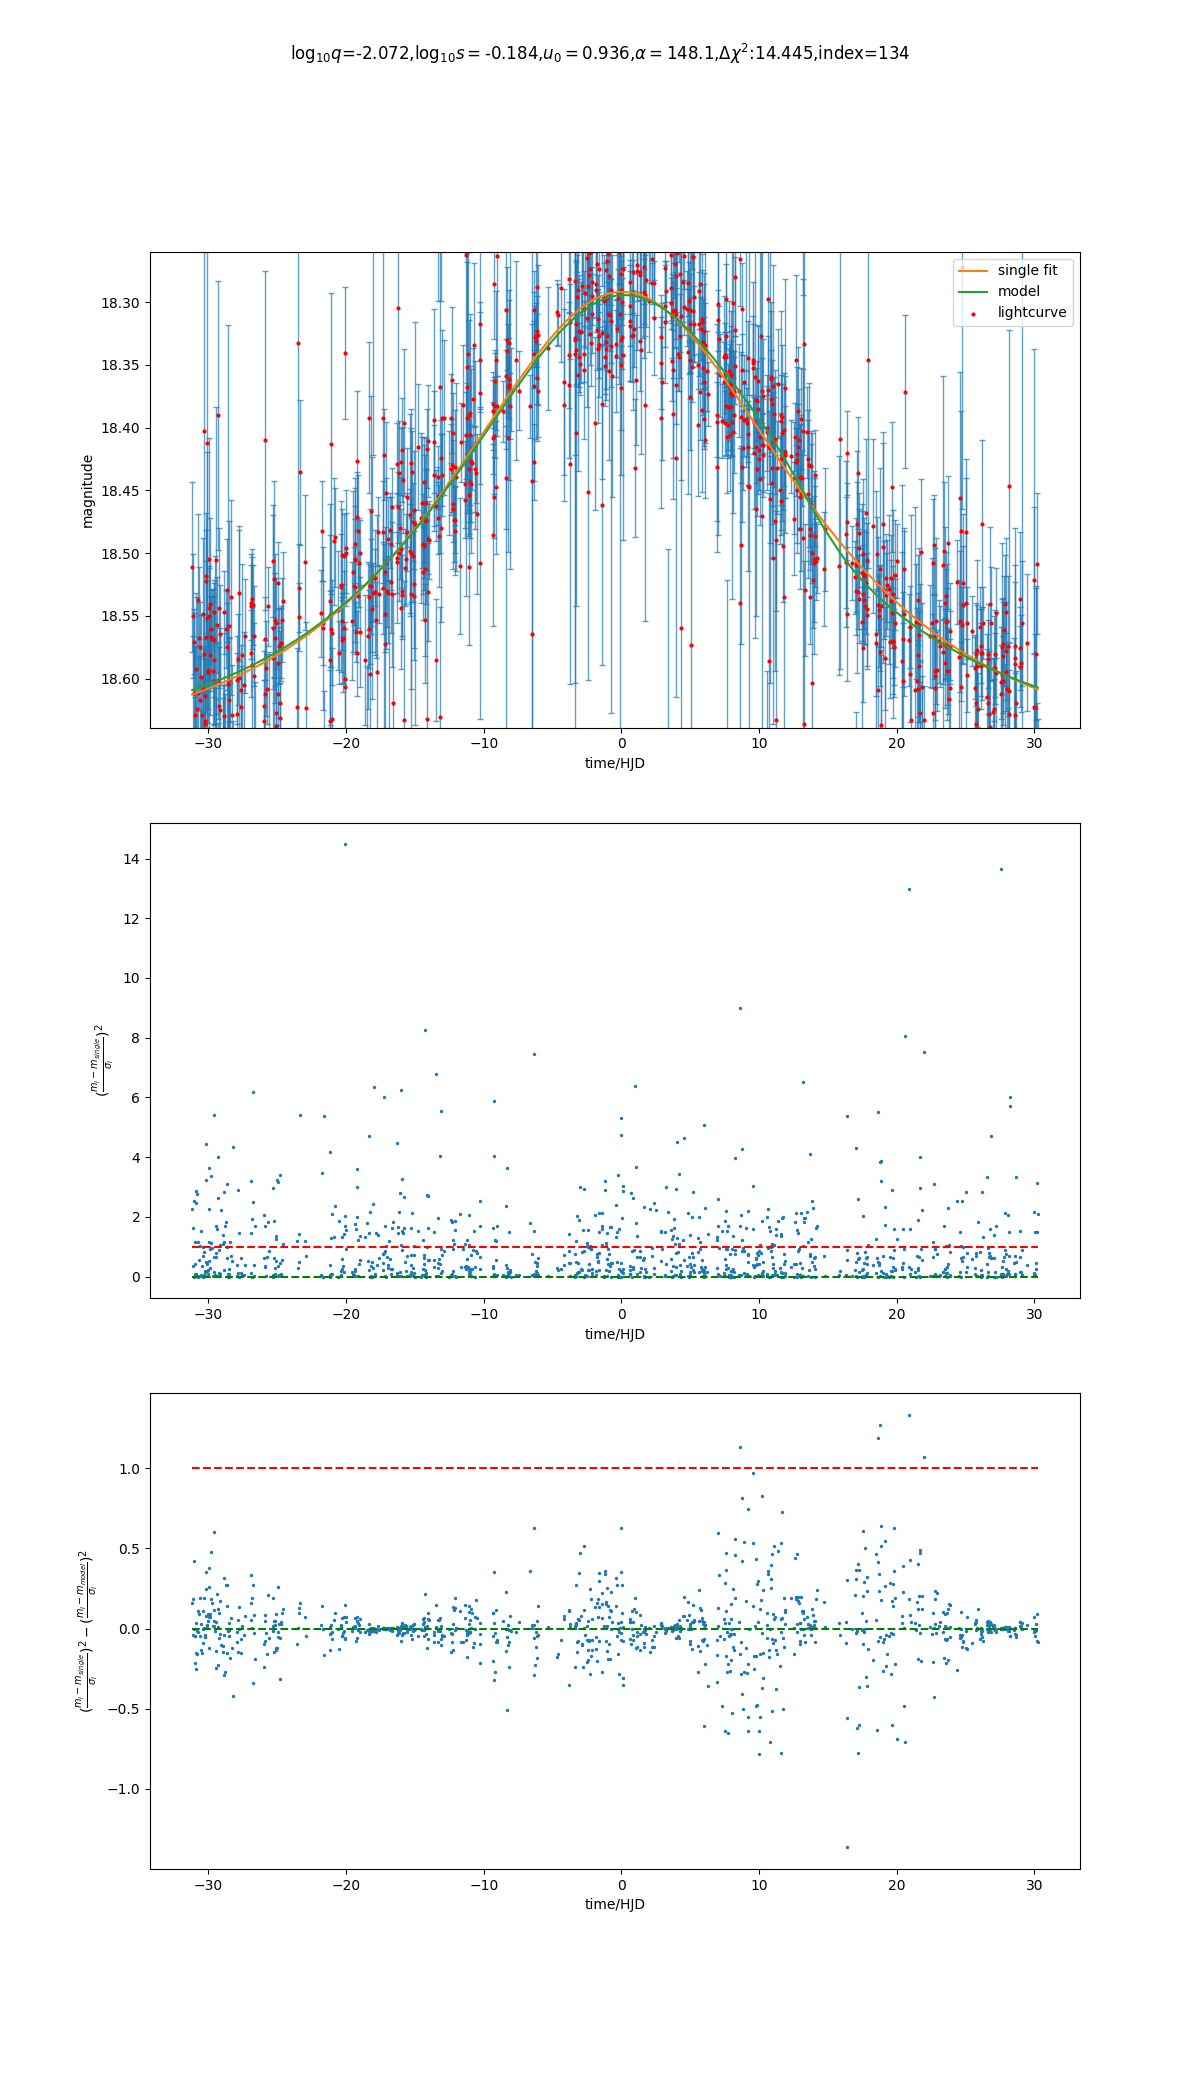 log₁₀q=-2.072,log₁₀s = -0.184,u₀ = 0.936,α = 148.1,Δχ²:14.445,index=134
single fit
model
lightcurve
18.30
18.35
18.40
18.45
18.50
18.55
18.60
magnitude
−30 −20 −10 0 10 20 30
time/HJD
14
12
10
8
6
4
2
0
(mᵢ − m_single / σᵢ)²
−30 −20 −10 0 10 20 30
time/HJD
1.0
0.5
0.0
−0.5
−1.0
(mᵢ − m_single / σᵢ)² − (mᵢ − m_model / σᵢ)²
−30 −20 −10 0 10 20 30
time/HJD